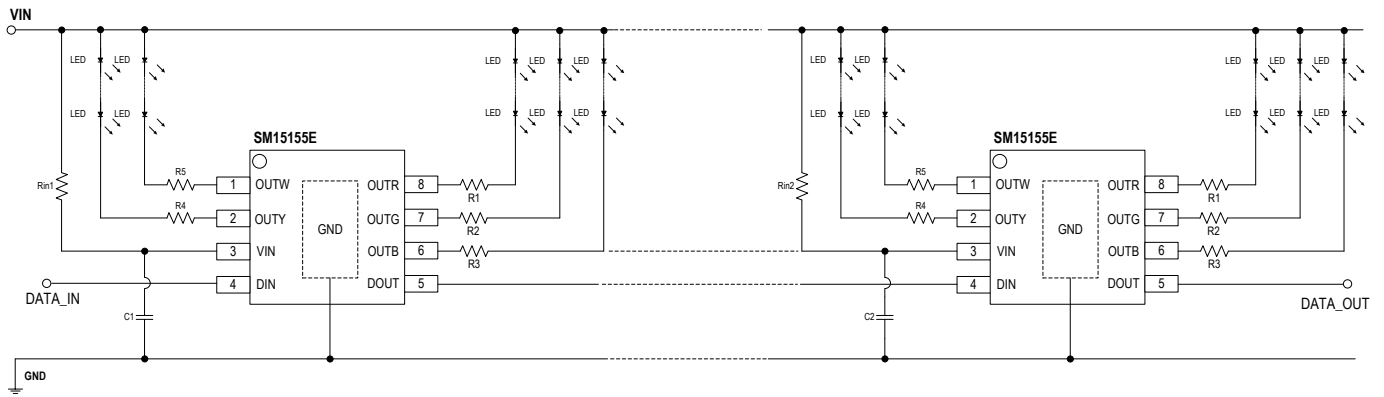 VIN
LED LED LED LED LED LED LED LED LED LED
LED LED LED LED LED LED LED LED LED LED
SM15155E SM15155E
Rin1 R5 1 OUTW OUTR 8 R1 Rin2 R5 1 OUTW OUTR 8 R1
R4 2 OUTY GND OUTG 7 R2 R4 2 OUTY GND OUTG 7 R2
3 VIN OUTB 6 R3 3 VIN OUTB 6 R3
4 DIN DOUT 5 4 DIN DOUT 5
DATA_IN DATA_OUT
C1 C2
GND